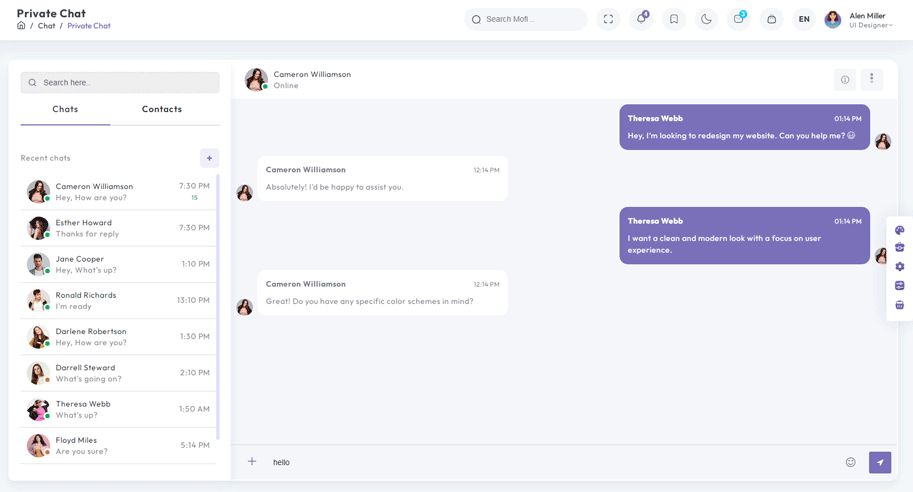 Private Chat
/ Chat / Private Chat
Search Mofi ..
4
3
EN
Alen Miller
UI Designer
Search here..
Chats
Contacts
Recent chats
+
Cameron Williamson
7:30 PM
Hey, How are you?
15
Esther Howard
7:30 PM
Thanks for reply
Jane Cooper
1:10 PM
Hey, What's up?
Ronald Richards
13:10 PM
I'm ready
Darlene Robertson
1:30 PM
Hey, How are you?
Darrell Steward
2:10 PM
What's going on?
Theresa Webb
1:50 AM
What's up?
Floyd Miles
5:14 PM
Are you sure?
Cameron Williamson
Online
Theresa Webb
01:14 PM
Hey, I'm looking to redesign my website. Can you help me? 😃
Cameron Williamson
12:14 PM
Absolutely! I'd be happy to assist you.
Theresa Webb
01:14 PM
I want a clean and modern look with a focus on user
experience.
Cameron Williamson
12:14 PM
Great! Do you have any specific color schemes in mind?
hello